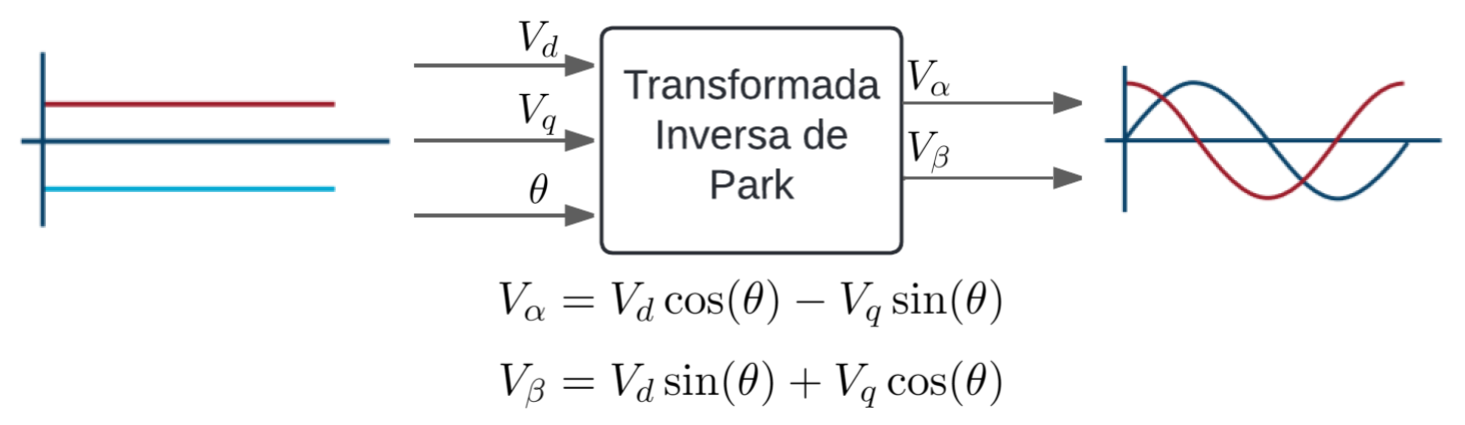 V_d
V_q
θ
Transformada
Inversa de
Park
V_α
V_β
V_α = V_d cos(θ) − V_q sin(θ)
V_β = V_d sin(θ) + V_q cos(θ)